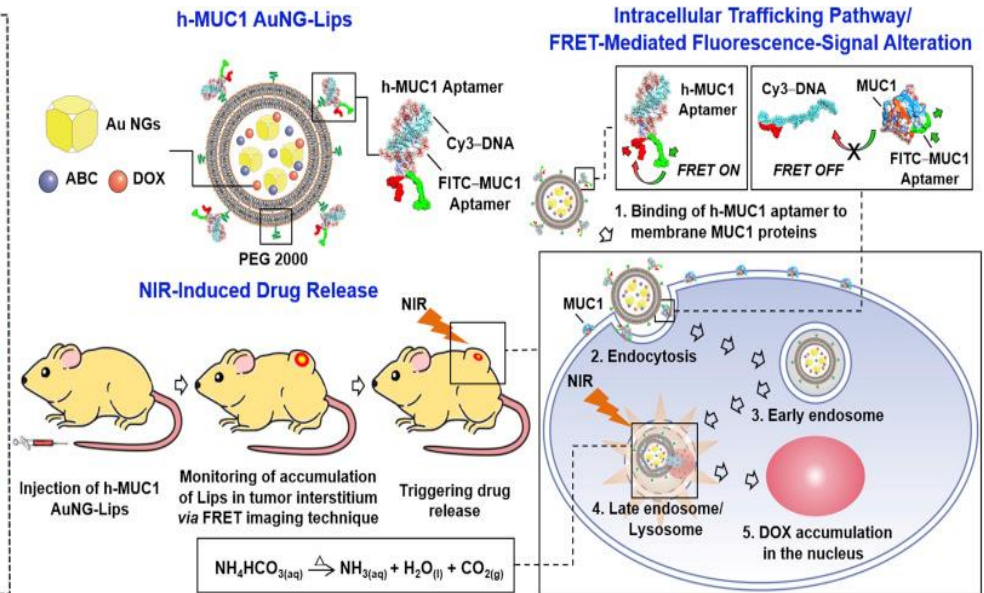 h-MUC1 AuNG-Lips
Au NGs
ABC
DOX
PEG 2000
h-MUC1 Aptamer
Cy3–DNA
FITC–MUC1
Aptamer
Intracellular Trafficking Pathway/
FRET-Mediated Fluorescence-Signal Alteration
h-MUC1
Aptamer
FRET ON
Cy3–DNA
MUC1
FRET OFF
X
FITC–MUC1
Aptamer
1. Binding of h-MUC1 aptamer to
membrane MUC1 proteins
MUC1
2. Endocytosis
3. Early endosome
NIR
4. Late endosome/
Lysosome
5. DOX accumulation
in the nucleus
NIR-Induced Drug Release
NIR
Injection of h-MUC1
AuNG-Lips
Monitoring of accumulation
of Lips in tumor interstitium
via FRET imaging technique
Triggering drug
release
NH₄HCO₃(aq) —Δ→ NH₃(aq) + H₂O(l) + CO₂(g)